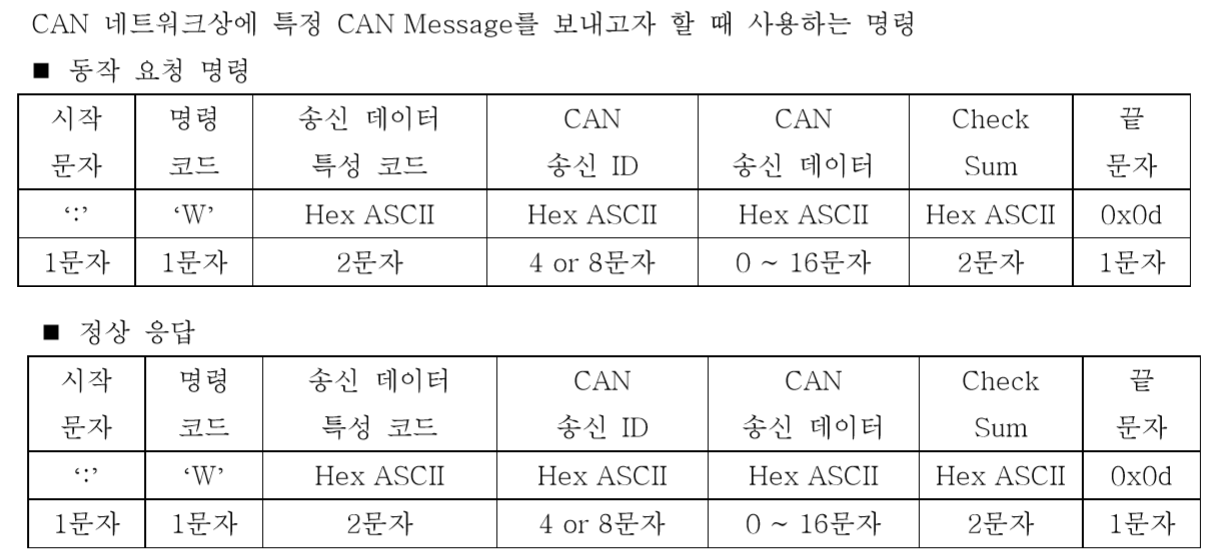 CAN 네트워크상에 특정 CAN Message를 보내고자 할 때 사용하는 명령
■ 동작 요청 명령
시작 명령 송신 데이터 CAN CAN Check 끝
문자 코드 특성 코드 송신 ID 송신 데이터 Sum 문자
‘:’ ‘W’ Hex ASCII Hex ASCII Hex ASCII Hex ASCII 0x0d
1문자 1문자 2문자 4 or 8문자 0 ~ 16문자 2문자 1문자
■ 정상 응답
시작 명령 송신 데이터 CAN CAN Check 끝
문자 코드 특성 코드 송신 ID 송신 데이터 Sum 문자
‘:’ ‘W’ Hex ASCII Hex ASCII Hex ASCII Hex ASCII 0x0d
1문자 1문자 2문자 4 or 8문자 0 ~ 16문자 2문자 1문자